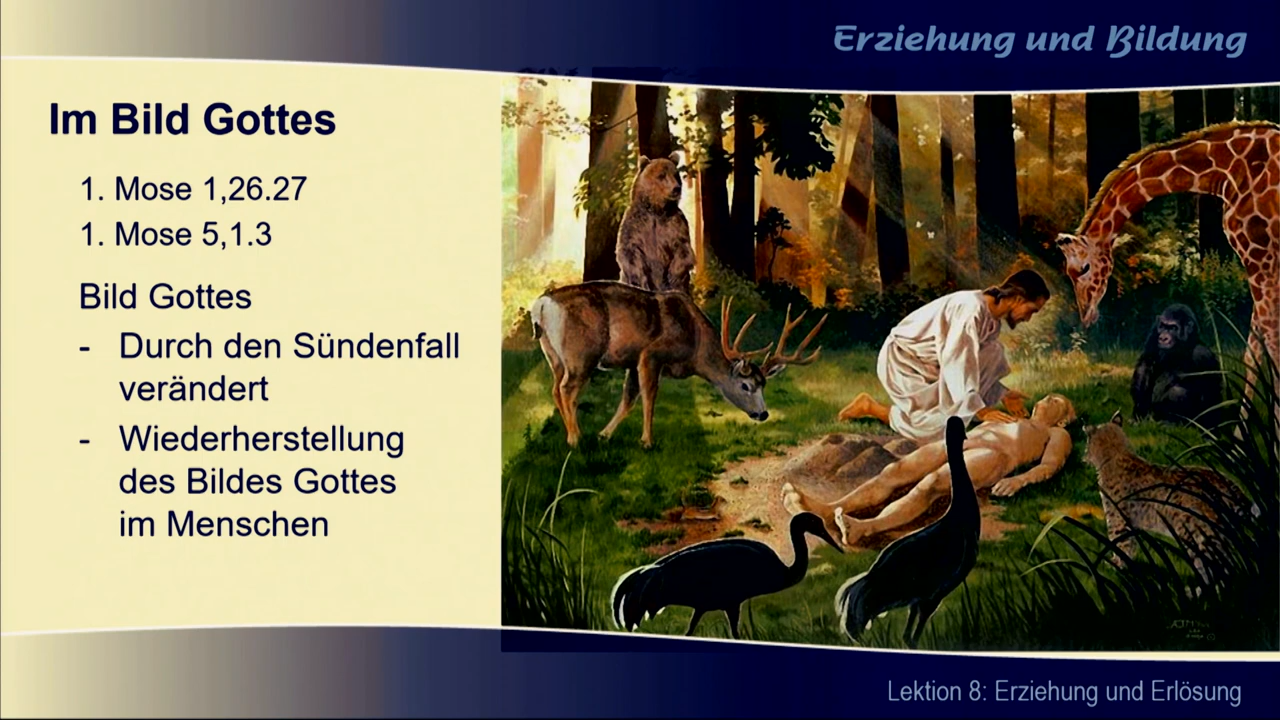 Erziehung und Bildung
Im Bild Gottes
1. Mose 1,26.27
1. Mose 5,1.3
Bild Gottes
- Durch den Sündenfall
verändert
- Wiederherstellung
des Bildes Gottes
im Menschen
Lektion 8: Erziehung und Erlösung